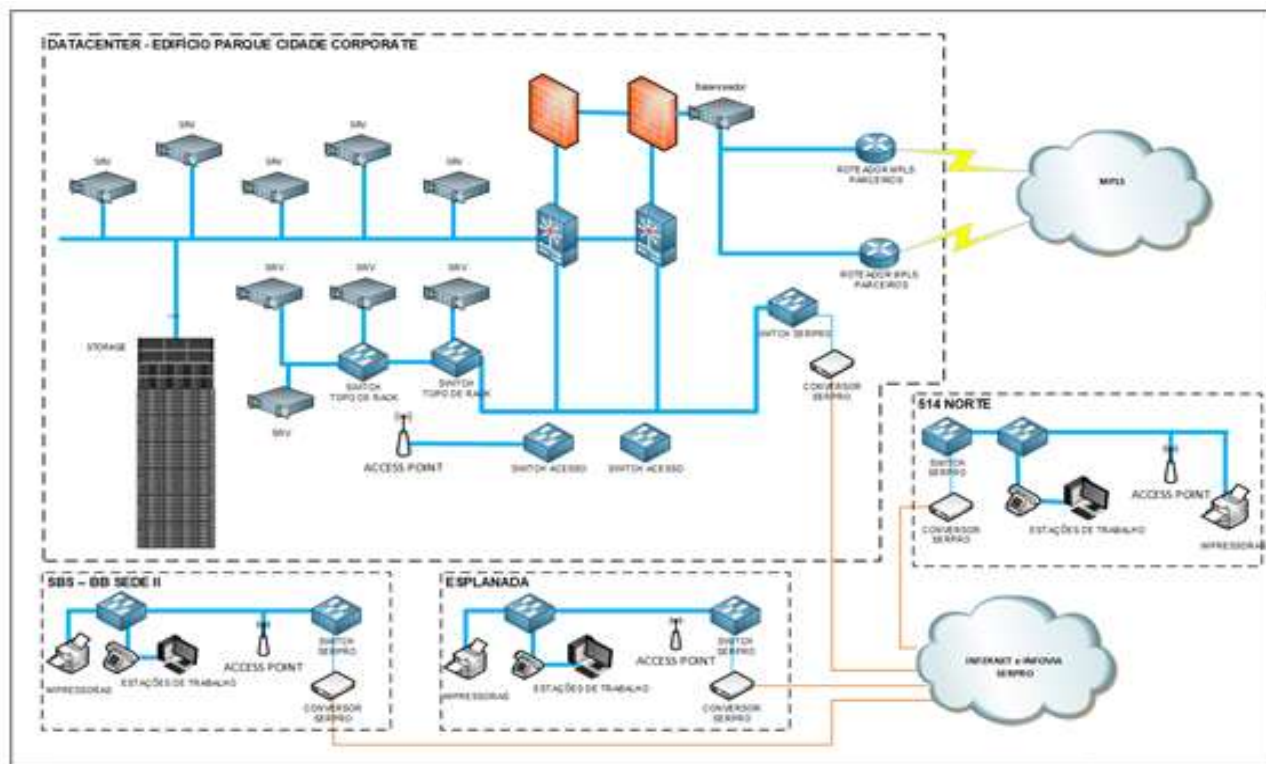 DATACENTER - EDIFÍCIO PARQUE CIDADE CORPORATE
Balanceador
SRV
SRV
SRV
SRV
SRV
ROTEADOR MPLS
PARCEIROS
MPLS
ROTEADOR MPLS
PARCEIROS
SRV
SRV
SRV
SWITCH SERPRO
STORAGE
SWITCH
TOPO DE RACK
SWITCH
TOPO DE RACK
CONVERSOR
SERPRO
SRV
ACCESS POINT
SWITCH ACESSO
SWITCH ACESSO
514 NORTE
SWITCH
SERPRO
ACCESS POINT
CONVERSOR
SERPRO
ESTAÇÕES DE TRABALHO
IMPRESSORAS
SBS – BB SEDE II
SWITCH
SERPRO
ACCESS POINT
ESTAÇÕES DE TRABALHO
IMPRESSORAS
CONVERSOR
SERPRO
ESPLANADA
SWITCH
SERPRO
ACCESS POINT
ESTAÇÕES DE TRABALHO
IMPRESSORAS
CONVERSOR
SERPRO
INTERNET e INFOVIA
SERPRO